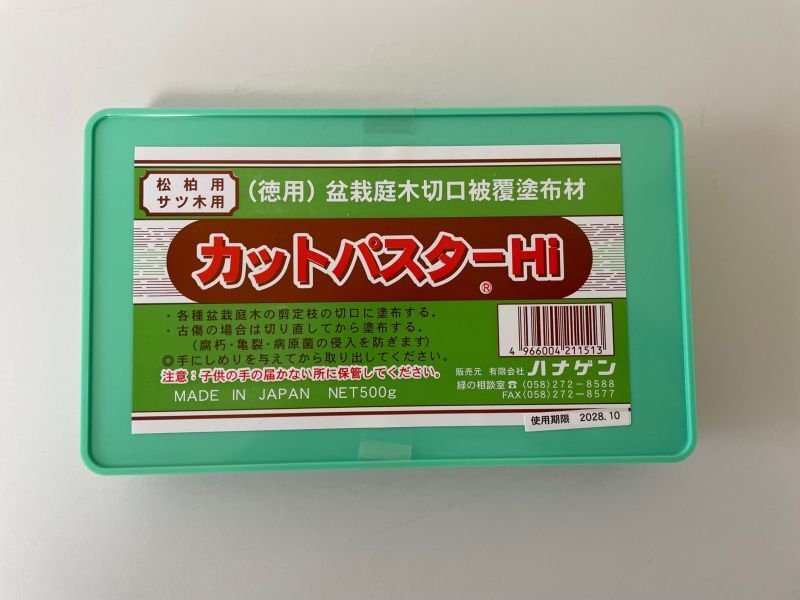 松柏用
サツ木用
（徳用）盆栽庭木切口被覆塗布材
カットパスターHi
®
・各種盆栽庭木の剪定枝の切口に塗布する。
・古傷の場合は切り直してから塗布する。
（腐朽・亀裂・病原菌の侵入を防ぎます）
◎手にしめりを与えてから取り出してください。
注意：子供の手の届かない所に保管してください。
MADE IN JAPAN NET500g
4 966004 211513
販売元 有限会社 ハナゲン
緑の相談室☎(058)272-8588
FAX(058)272-8577
使用期限 2028.10